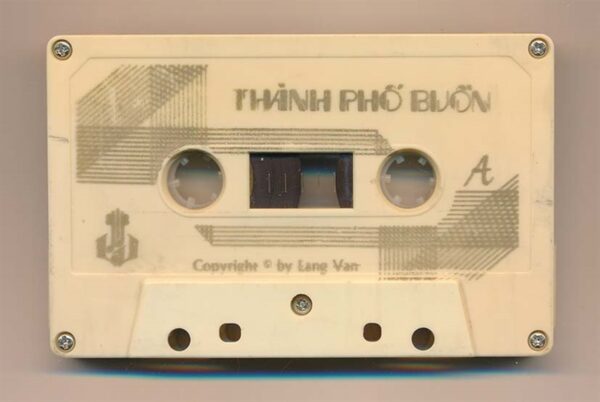 THÀNH PHỐ BUỒN
A
Copyright © by Lang Van